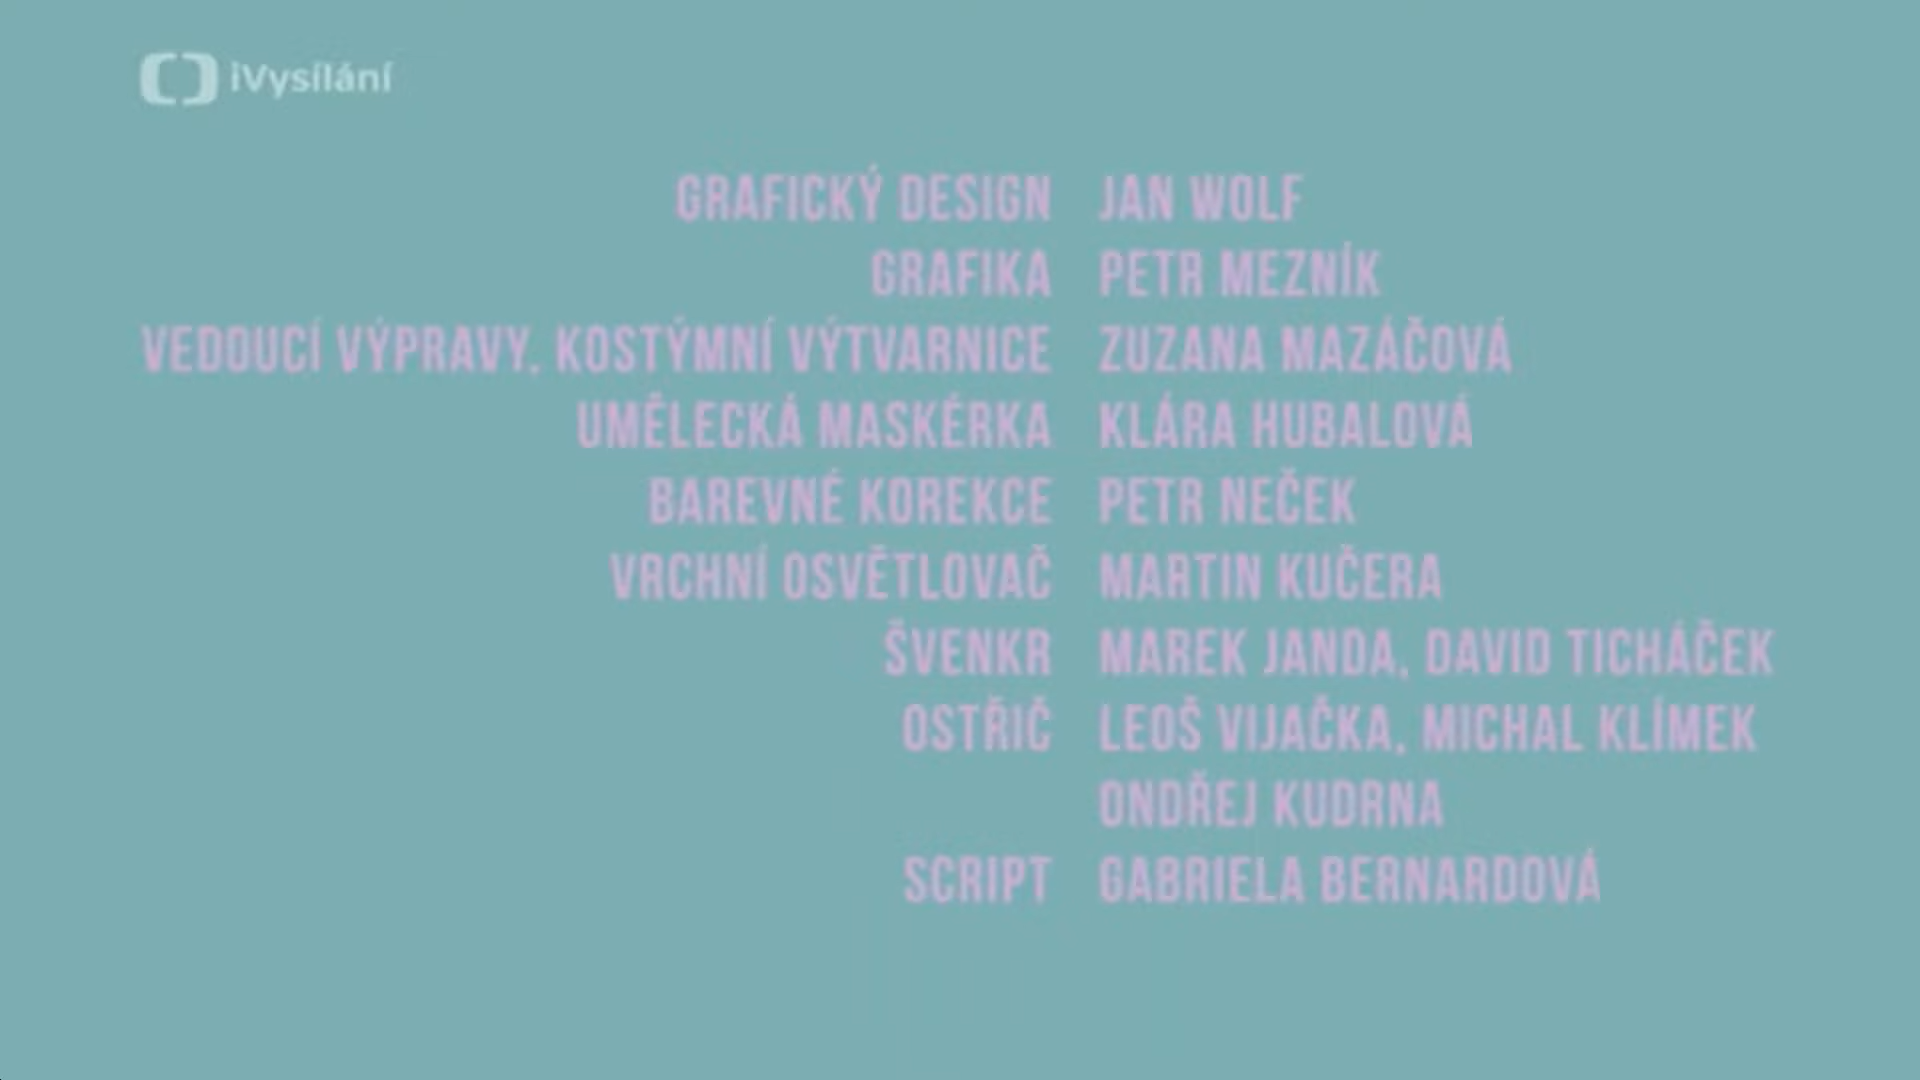 iVysílání
GRAFICKÝ DESIGN JAN WOLF
GRAFIKA PETR MEZNÍK
VEDOUCÍ VÝPRAVY, KOSTÝMNÍ VÝTVARNICE ZUZANA MAZÁČOVÁ
UMĚLECKÁ MASKÉRKA KLÁRA HUBALOVÁ
BAREVNÉ KOREKCE PETR NEČEK
VRCHNÍ OSVĚTLOVAČ MARTIN KUČERA
ŠVENKR MAREK JANDA, DAVID TICHÁČEK
OSTŘIČ LEOŠ VIJAČKA, MICHAL KLÍMEK
ONDŘEJ KUDRNA
SCRIPT GABRIELA BERNARDOVÁ